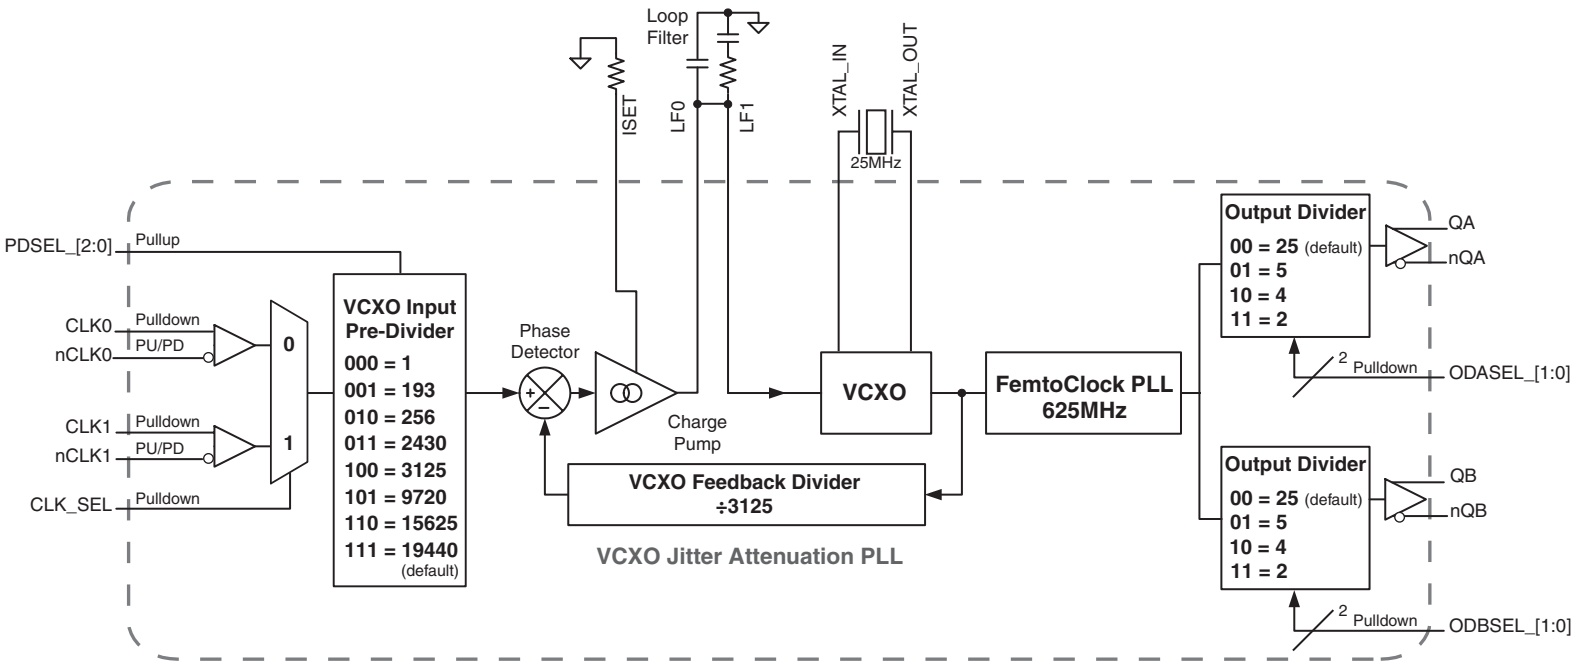 Loop
Filter
ISET
LF0
LF1
XTAL_IN
XTAL_OUT
25MHz
PDSEL_[2:0]
Pullup
CLK0
Pulldown
nCLK0
PU/PD
CLK1
Pulldown
nCLK1
PU/PD
CLK_SEL
Pulldown
0
1
VCXO Input
Pre-Divider
000 = 1
001 = 193
010 = 256
011 = 2430
100 = 3125
101 = 9720
110 = 15625
111 = 19440
(default)
Phase
Detector
+
−
Charge
Pump
VCXO
VCXO Feedback Divider
÷3125
VCXO Jitter Attenuation PLL
FemtoClock PLL
625MHz
Output Divider
00 = 25 (default)
01 = 5
10 = 4
11 = 2
QA
nQA
2
Pulldown
ODASEL_[1:0]
Output Divider
00 = 25 (default)
01 = 5
10 = 4
11 = 2
QB
nQB
2
Pulldown
ODBSEL_[1:0]